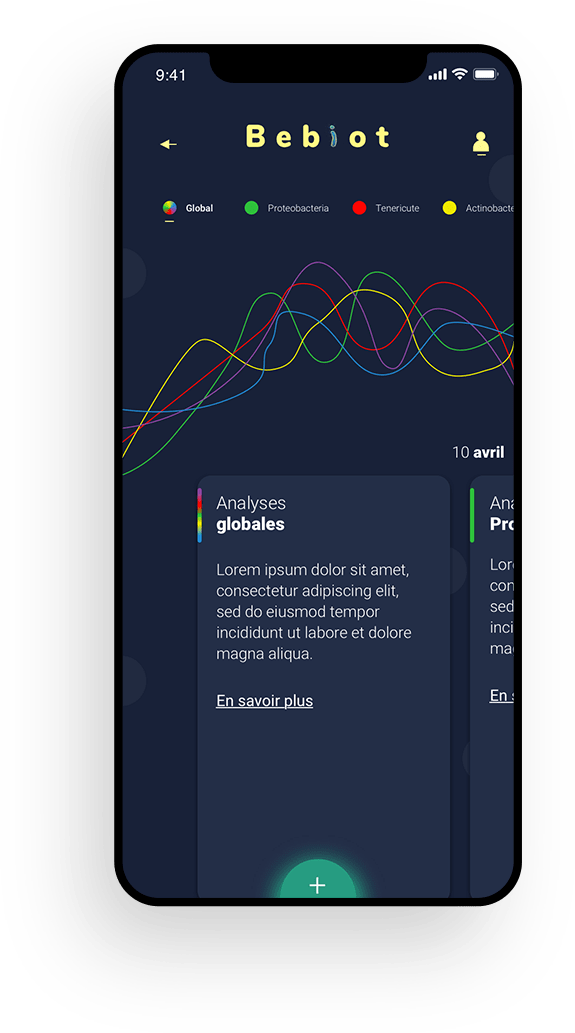 9:41
Bebiot
Global Proteobacteria Tenericute Actinobacte
10 avril
Analyses
globales
Lorem ipsum dolor sit amet,
consectetur adipiscing elit,
sed do eiusmod tempor
incididunt ut labore et dolore
magna aliqua.
En savoir plus
+
Ana
Pro
Lore
con
sed
inci
ma
En s